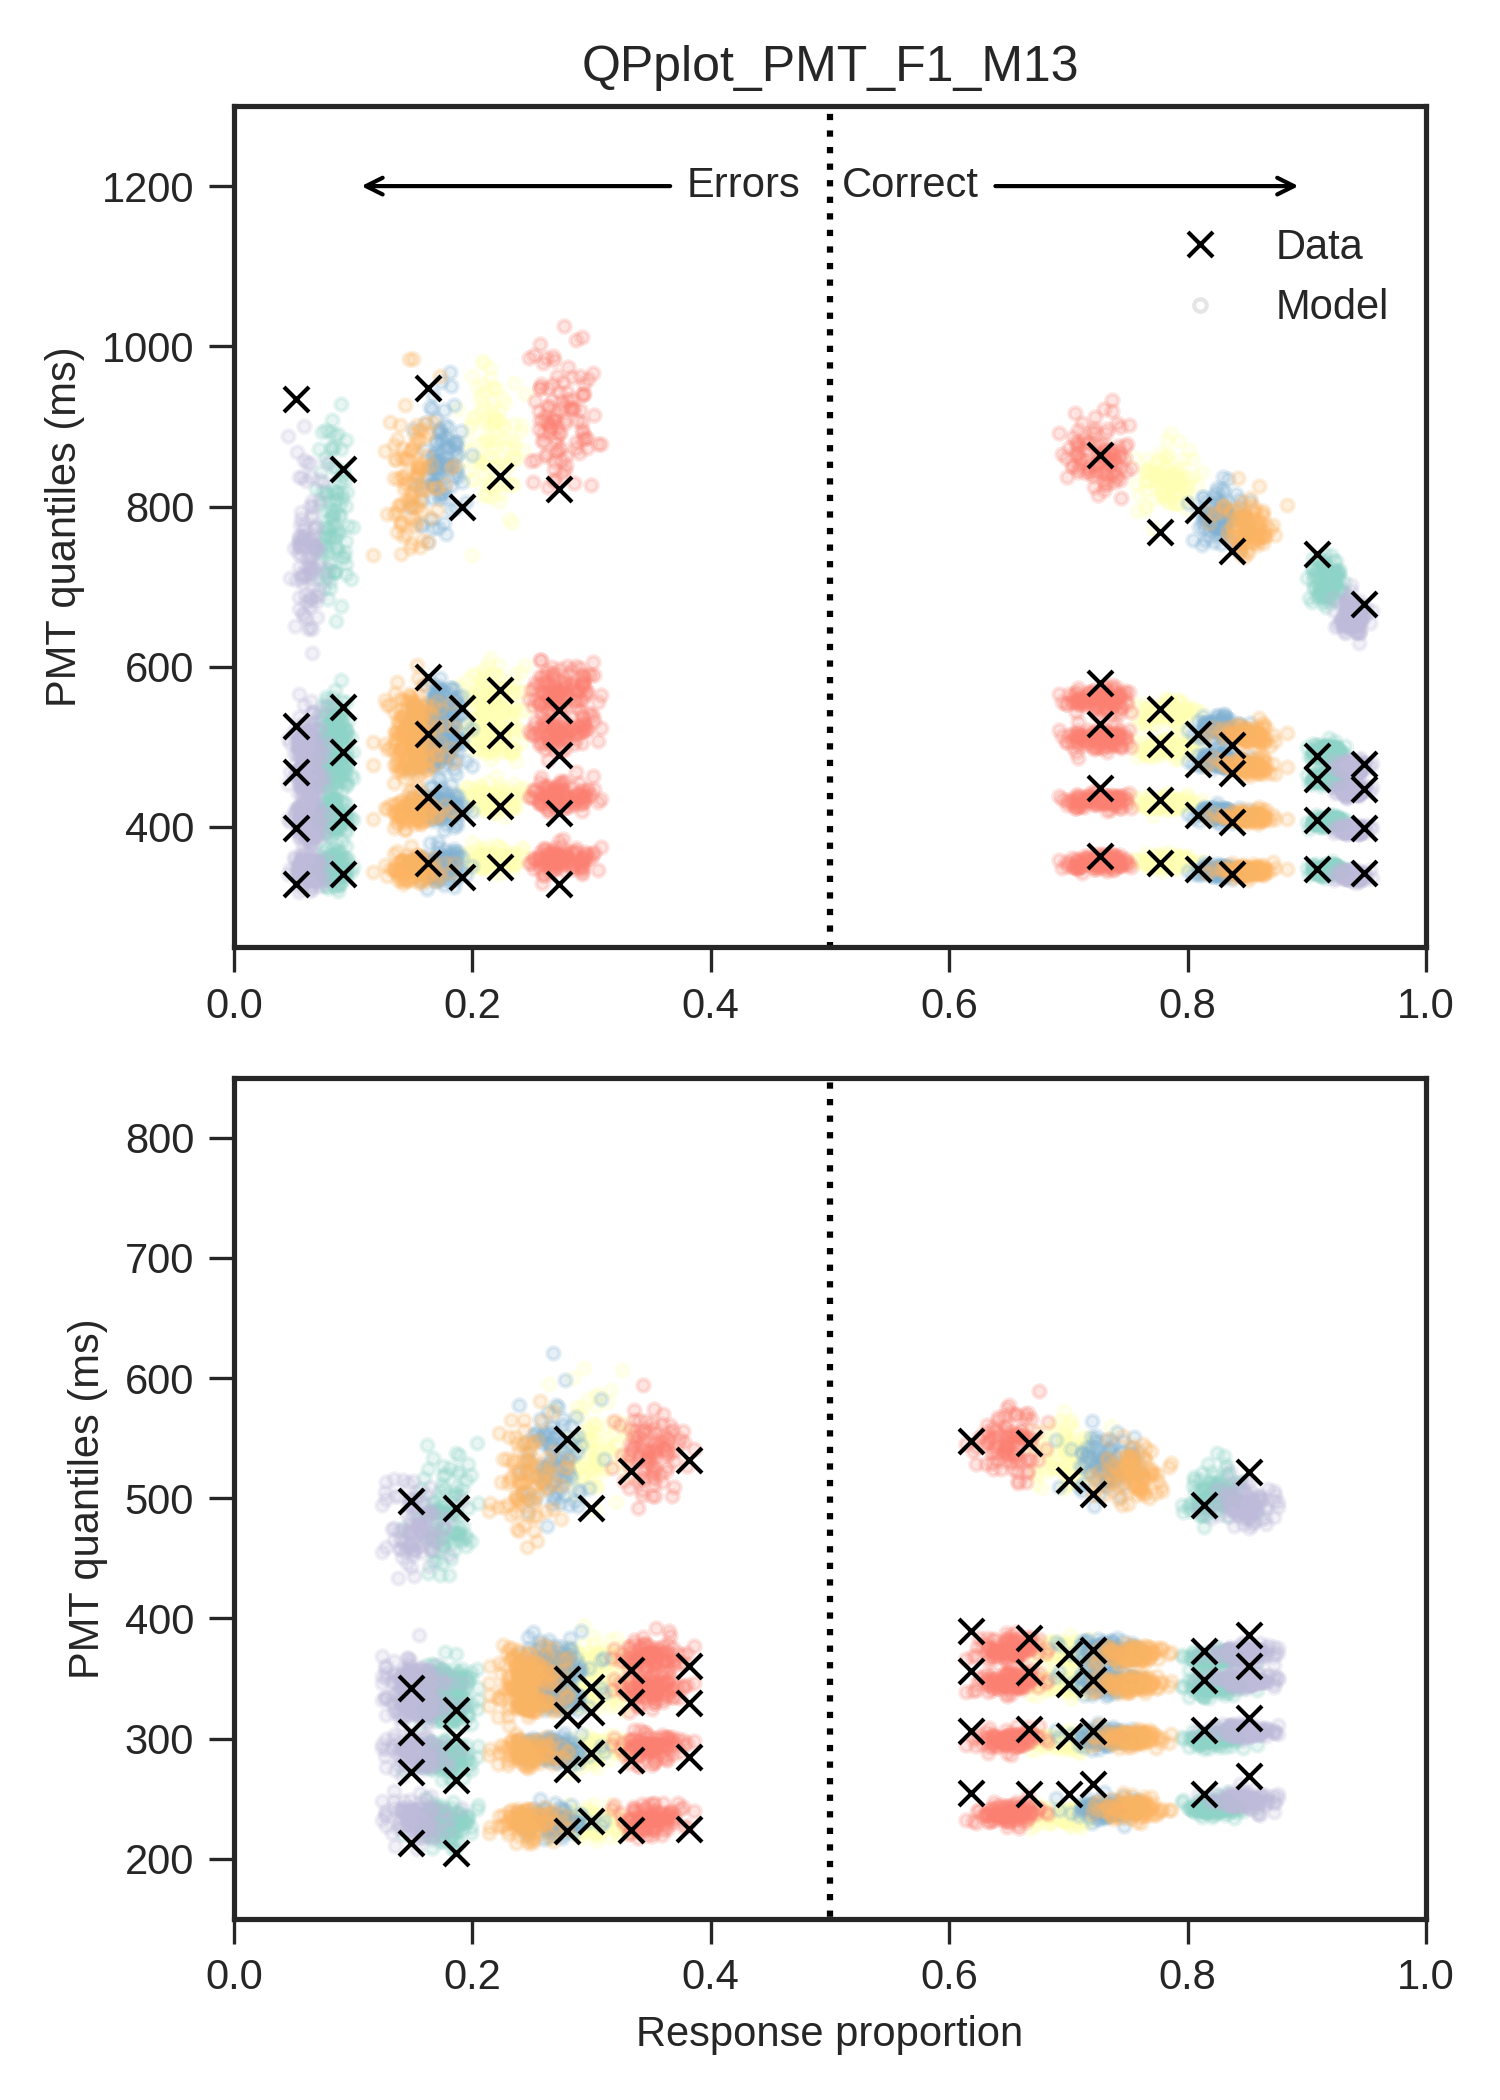 QPplot_PMT_F1_M13
Errors
Correct
Data
Model
PMT quantiles (ms)
1200
1000
800
600
400
0.0 0.2 0.4 0.6 0.8 1.0
PMT quantiles (ms)
800
700
600
500
400
300
200
0.0 0.2 0.4 0.6 0.8 1.0
Response proportion